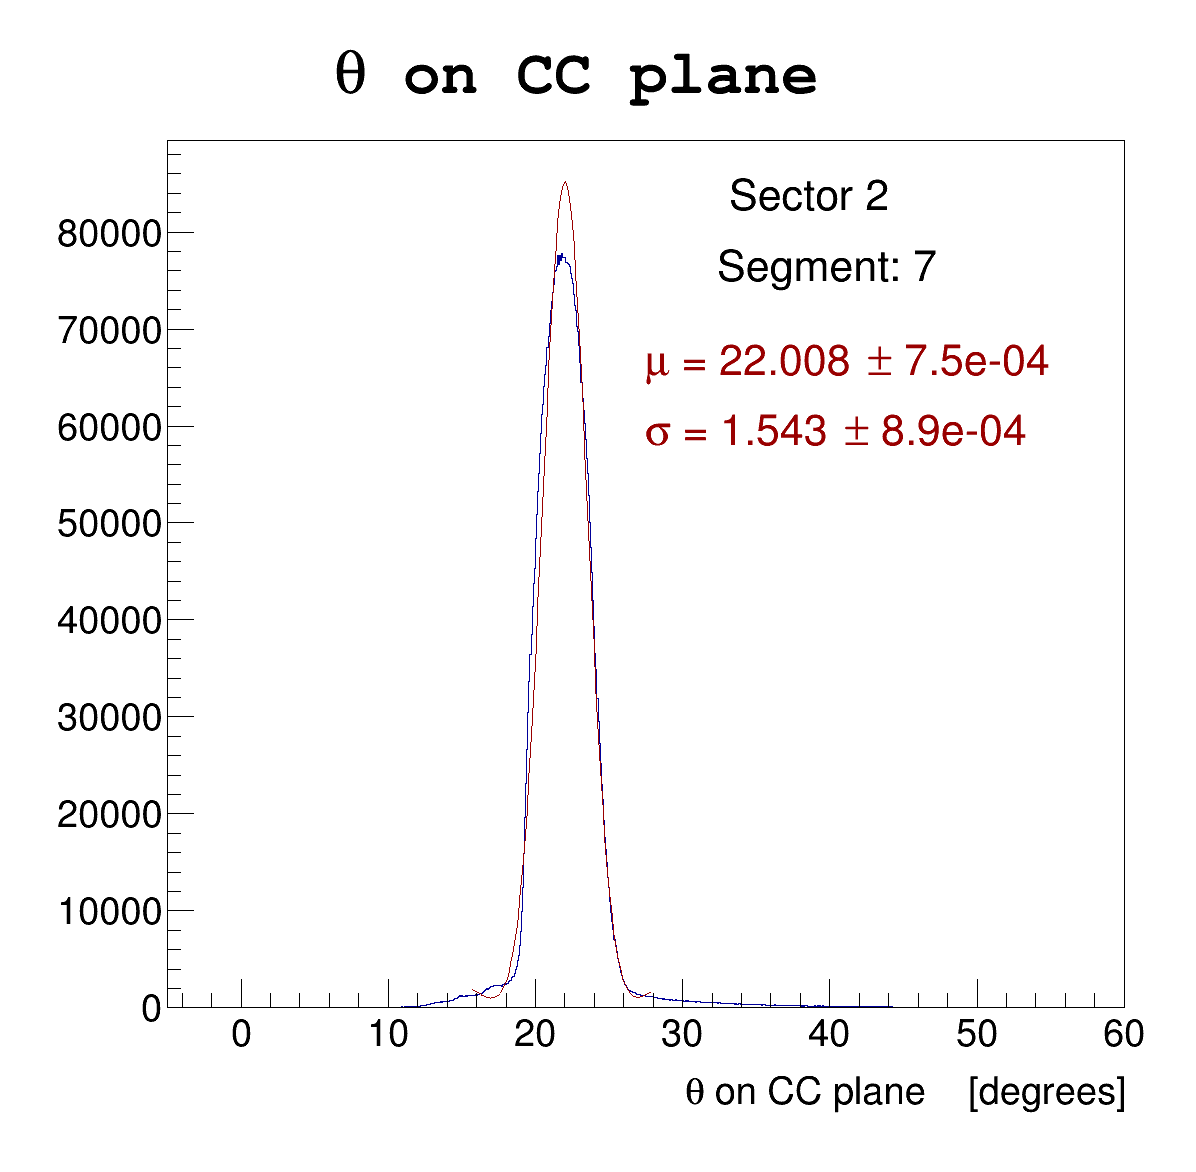 θ on CC plane
Sector 2
Segment: 7
μ = 22.008 ± 7.5e-04
σ = 1.543 ± 8.9e-04
80000
70000
60000
50000
40000
30000
20000
10000
0
0 10 20 30 40 50 60
θ on CC plane [degrees]